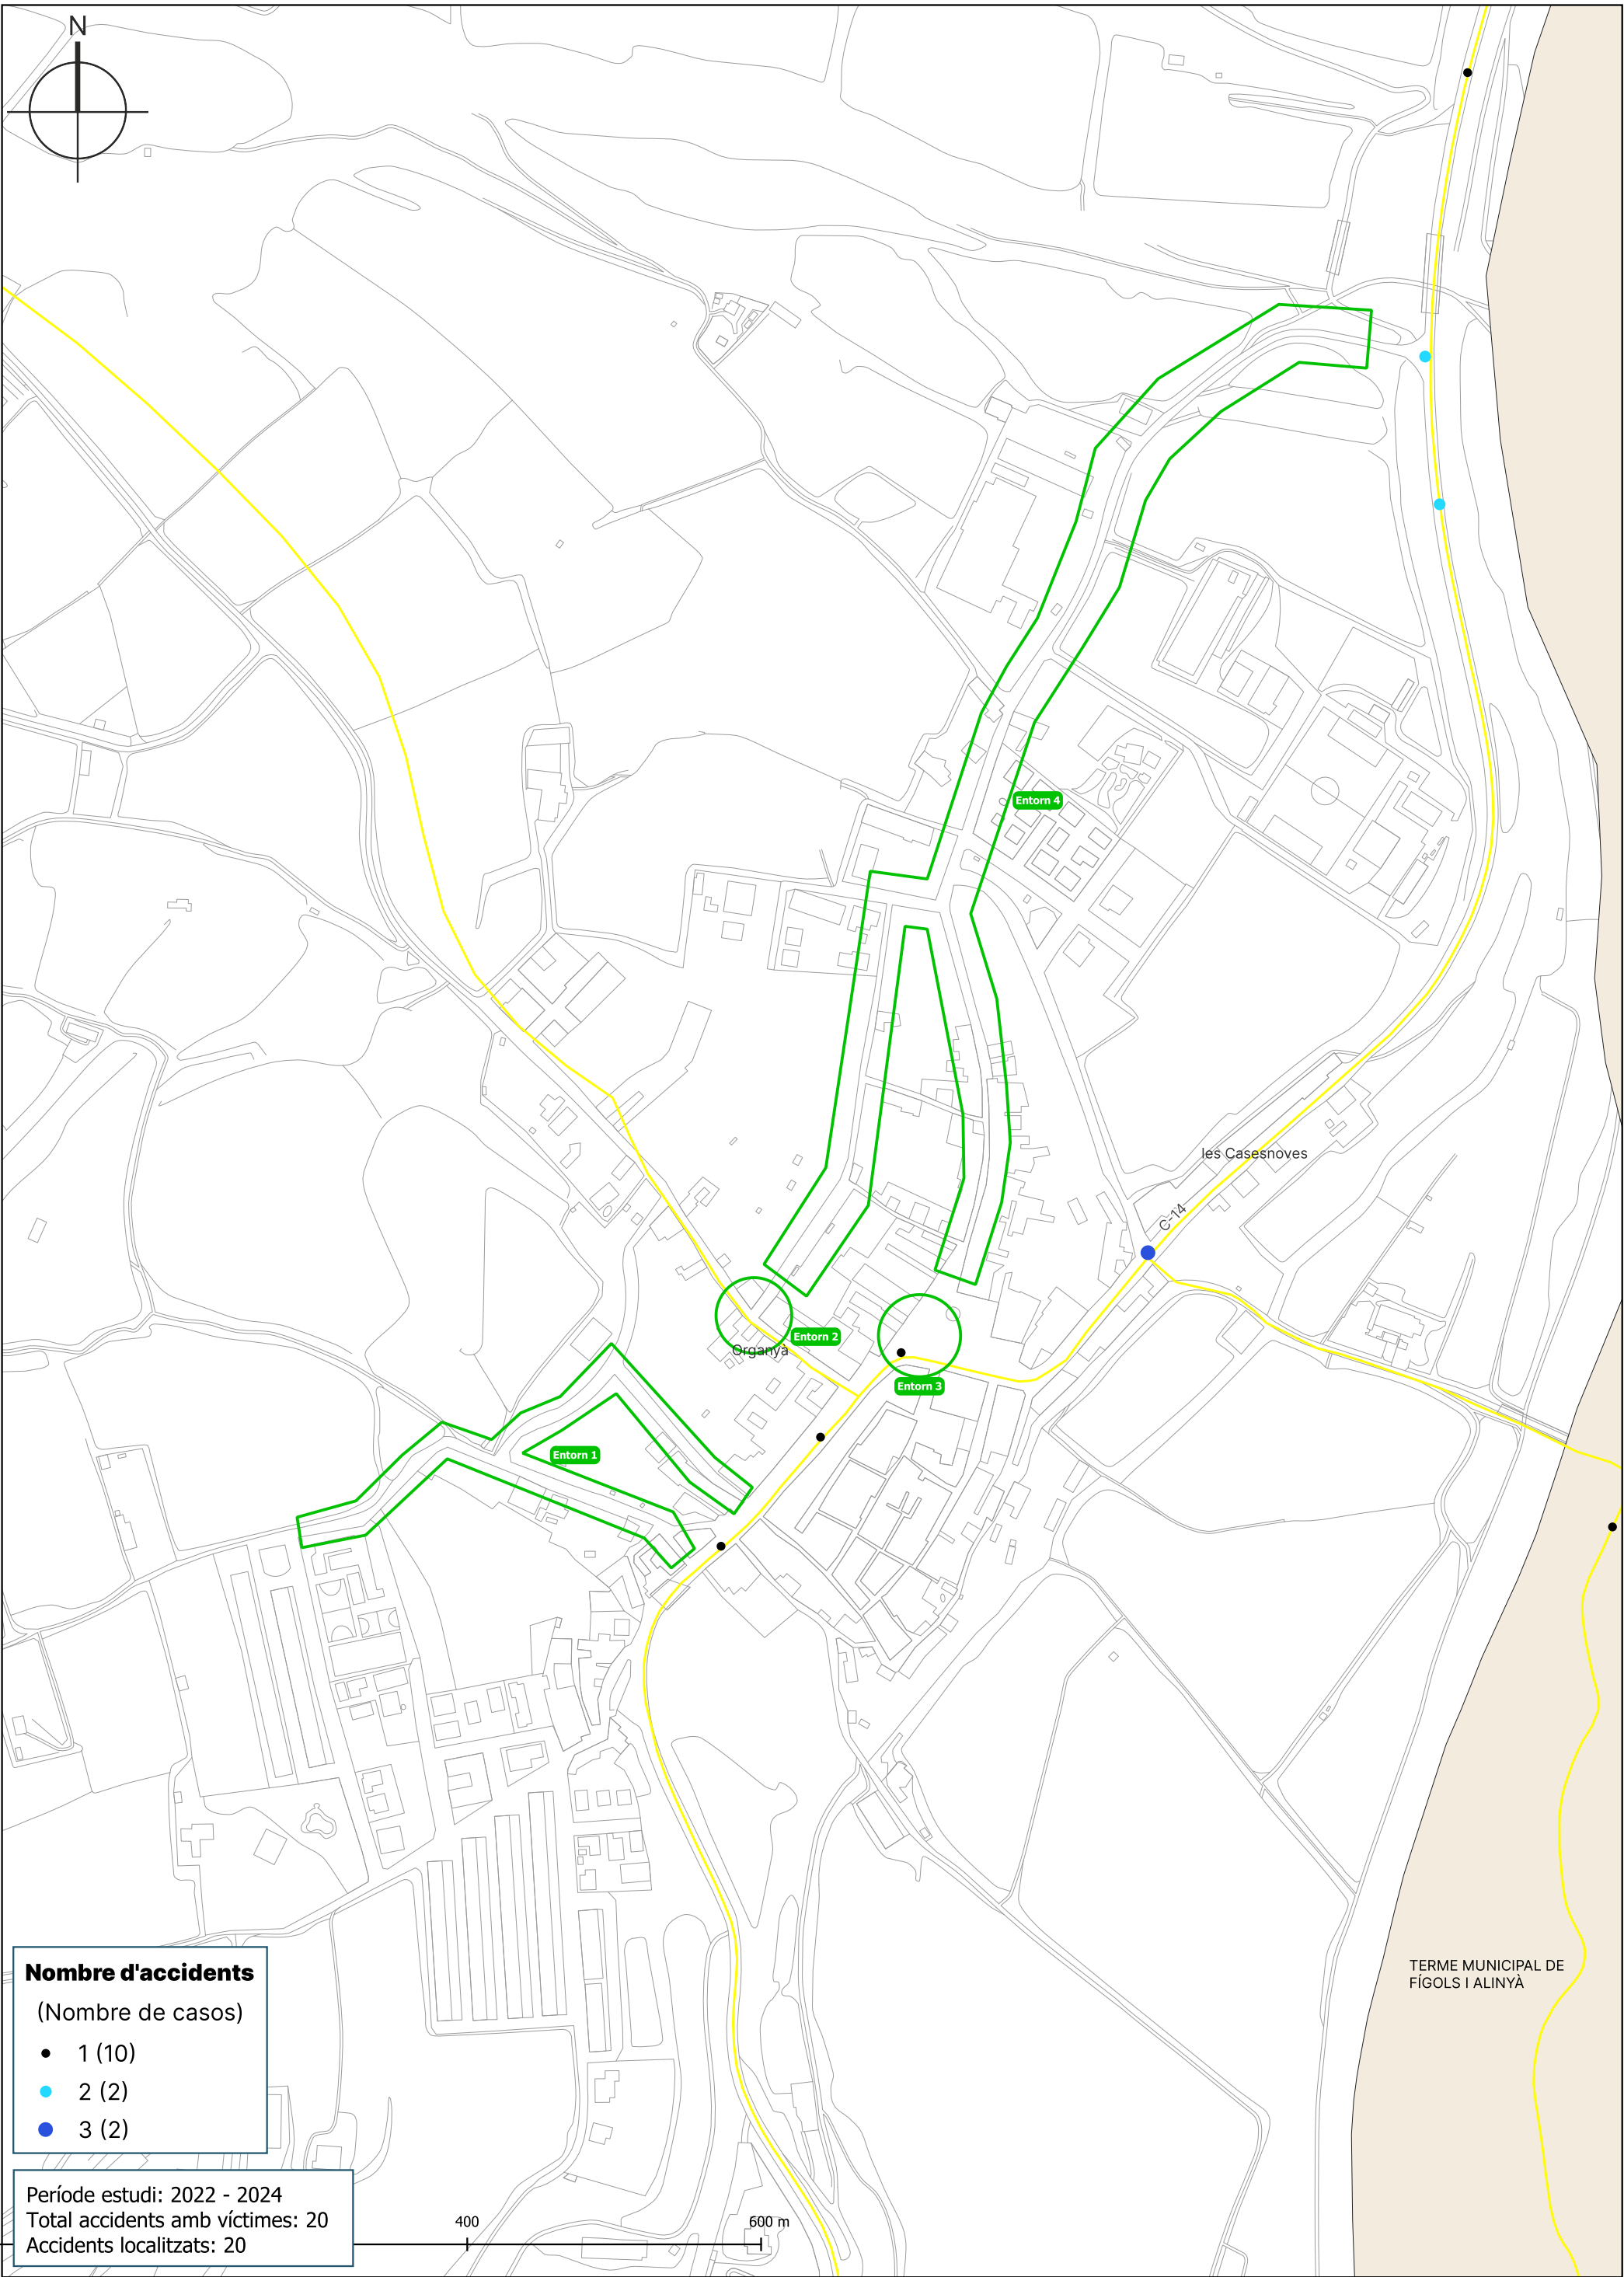 N
Entorn 4
les Casesnoves
C-14
Entorn 2
Organyà
Entorn 3
Entorn 1
TERME MUNICIPAL DE
FÍGOLS I ALINYÀ
Nombre d'accidents
(Nombre de casos)
1 (10)
2 (2)
3 (2)
Període estudi: 2022 - 2024
Total accidents amb víctimes: 20
Accidents localitzats: 20
400
600 m